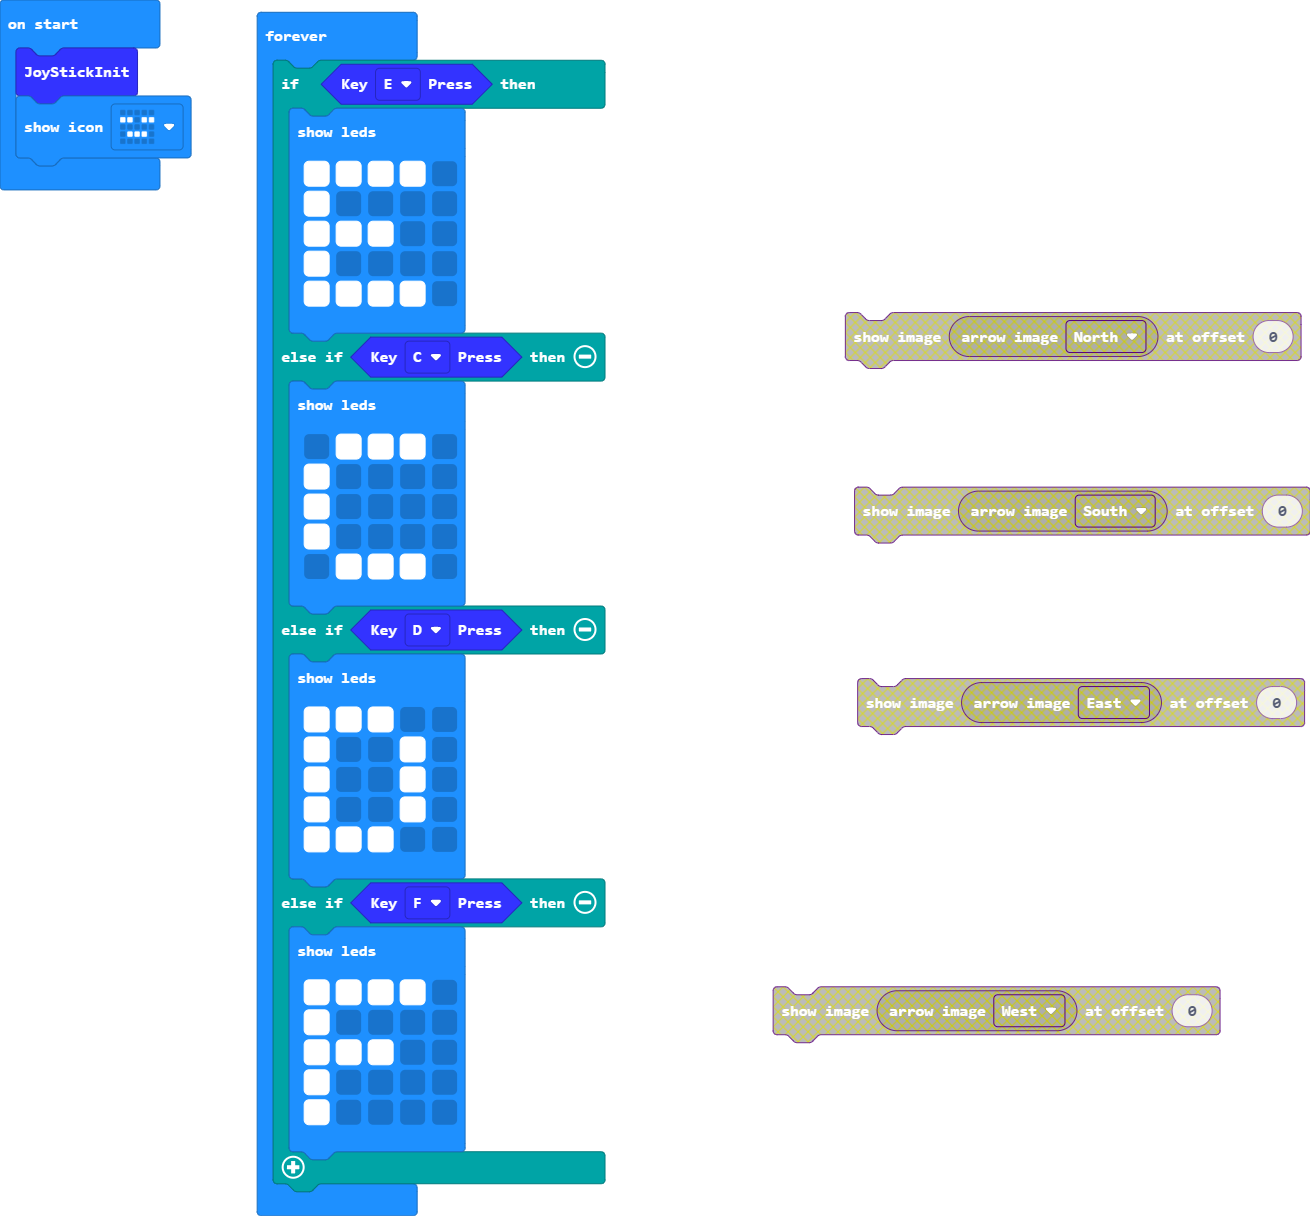 on start
JoyStickInit
show icon
forever
if Key E Press then
show leds
else if Key C Press then
show leds
else if Key D Press then
show leds
else if Key F Press then
show leds
show image arrow image North at offset 0
show image arrow image South at offset 0
show image arrow image East at offset 0
show image arrow image West at offset 0